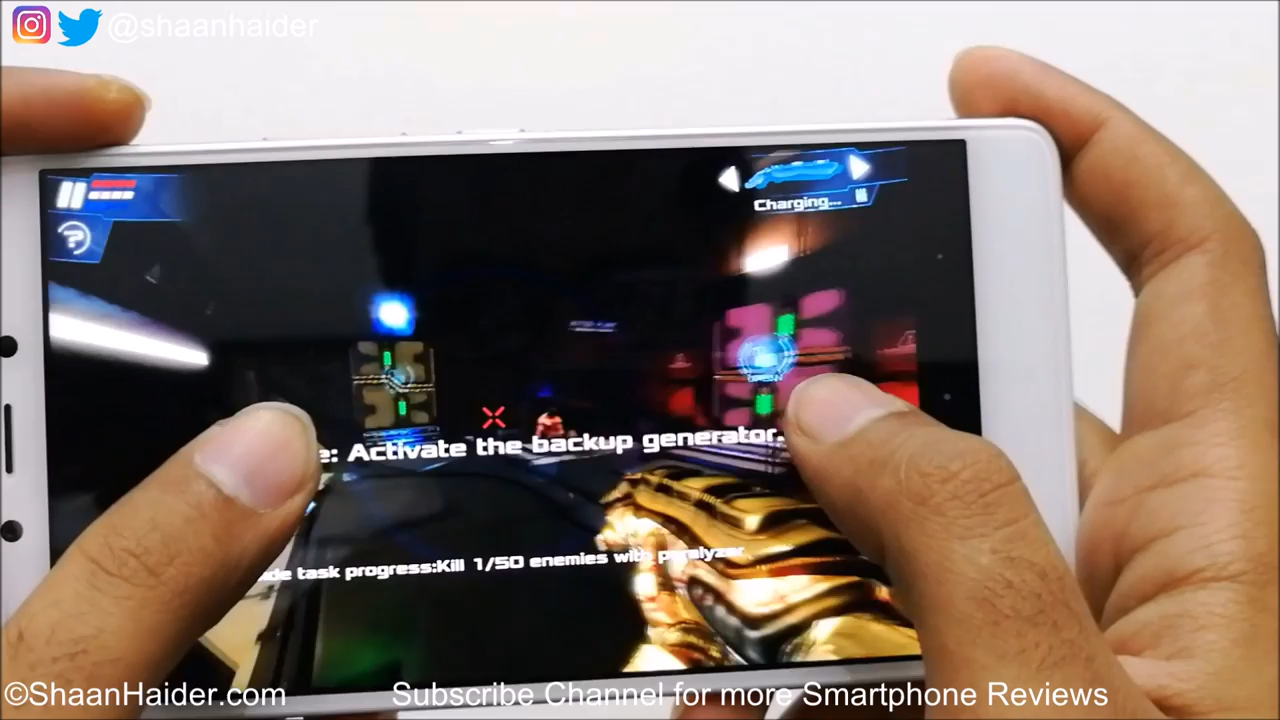 @shaanhaider
Charging...
e: Activate the backup generator.
ide task progress:Kill 1/50 enemies with paralyzer
©ShaanHaider.com
Subscribe Channel for more Smartphone Reviews